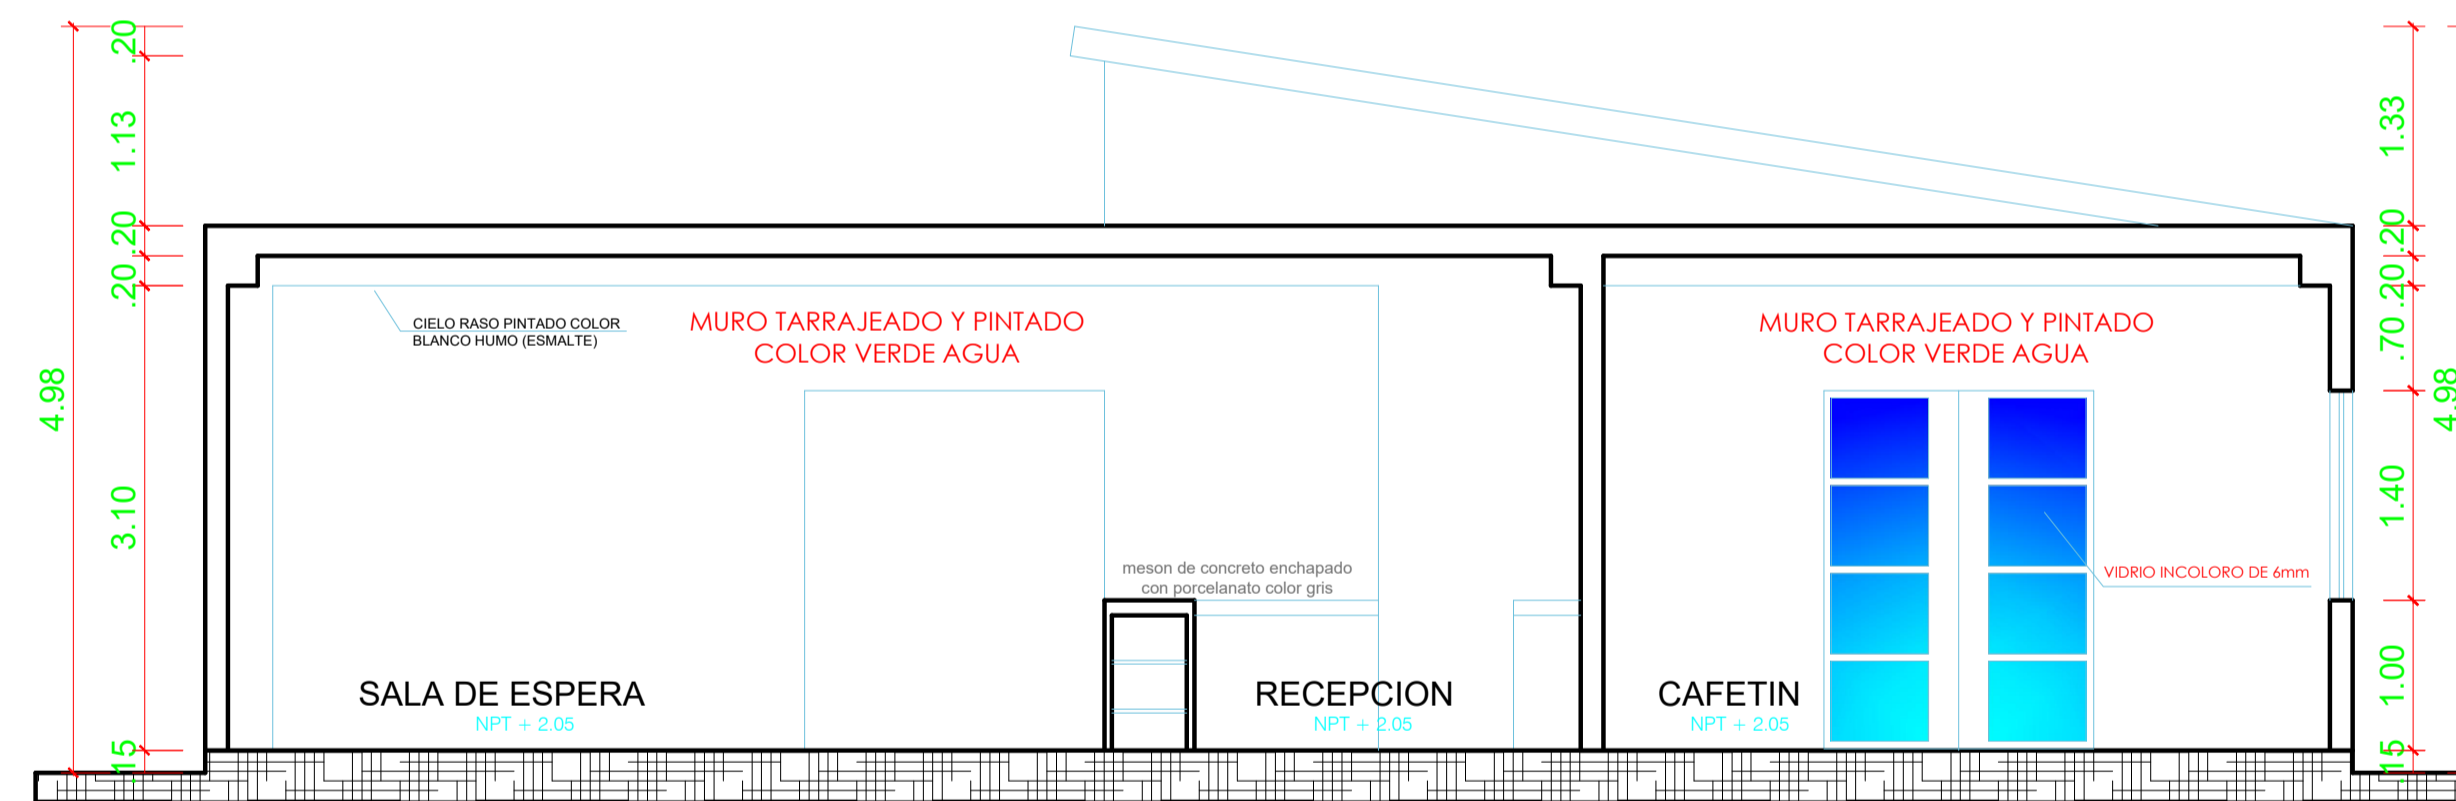 .20
1.13
.20
.20
4.98
3.10
.15
CIELO RASO PINTADO COLOR
BLANCO HUMO (ESMALTE)
MURO TARRAJEADO Y PINTADO
COLOR VERDE AGUA
meson de concreto enchapado
con porcelanato color gris
SALA DE ESPERA
NPT + 2.05
RECEPCION
NPT + 2.05
MURO TARRAJEADO Y PINTADO
COLOR VERDE AGUA
VIDRIO INCOLORO DE 6mm
CAFETIN
NPT + 2.05
1.33
.20
.20
.70
4.98
1.40
1.00
.15